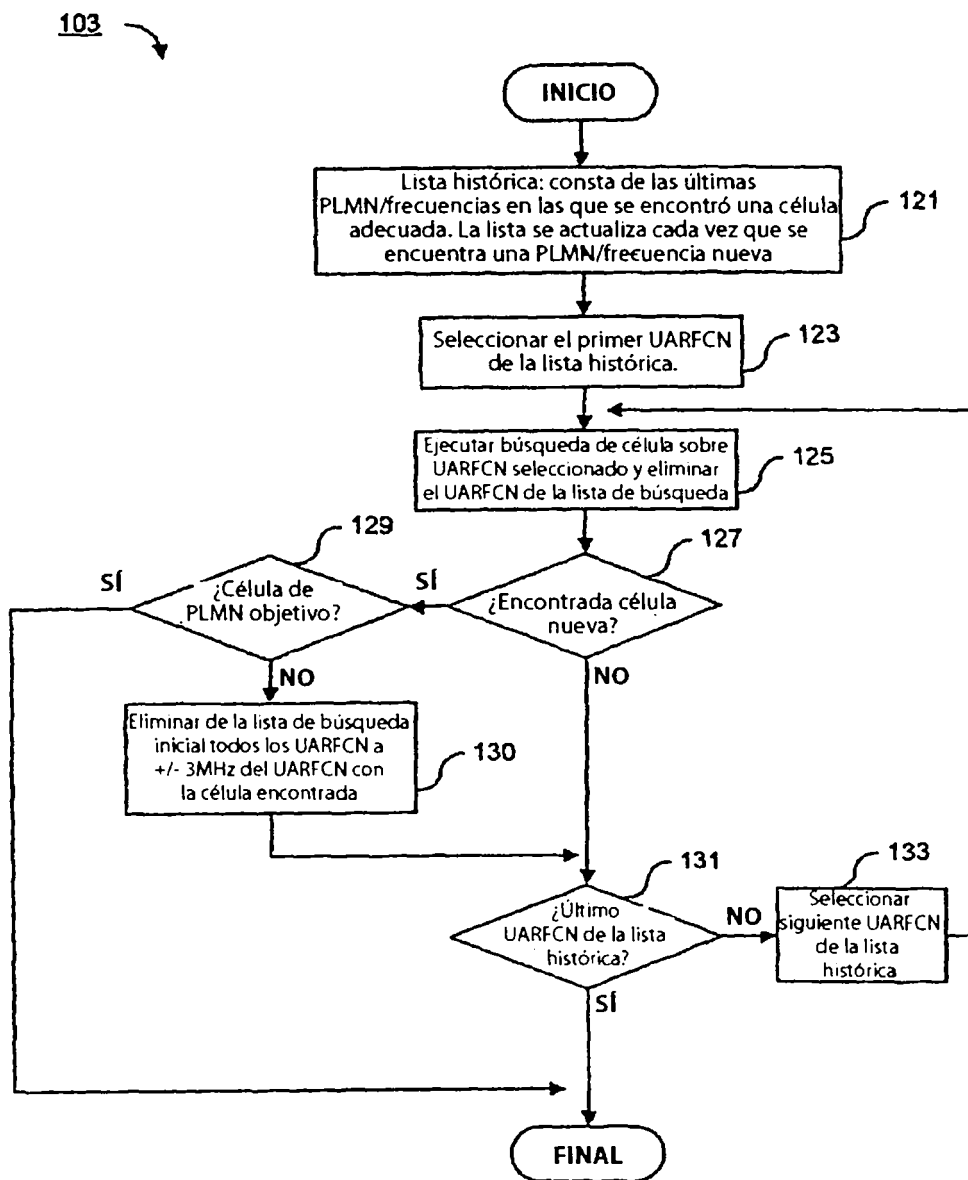 103
INICIO
Lista histórica: consta de las últimas
PLMN/frecuencias en las que se encontró una célula
adecuada. La lista se actualiza cada vez que se
encuentra una PLMN/frecuencia nueva
121
Seleccionar el primer UARFCN
de la lista histórica.
123
Ejecutar búsqueda de célula sobre
UARFCN seleccionado y eliminar
el UARFCN de la lista de búsqueda
125
129
127
SÍ
¿Célula de
PLMN objetivo?
SÍ
¿Encontrada célula
nueva?
NO
NO
Eliminar de la lista de búsqueda
inicial todos los UARFCN a
+/- 3MHz del UARFCN con
la célula encontrada
130
131
133
¿Último
UARFCN de la lista
histórica?
NO
Seleccionar
siguiente UARFCN
de la lista
histórica
SÍ
FINAL